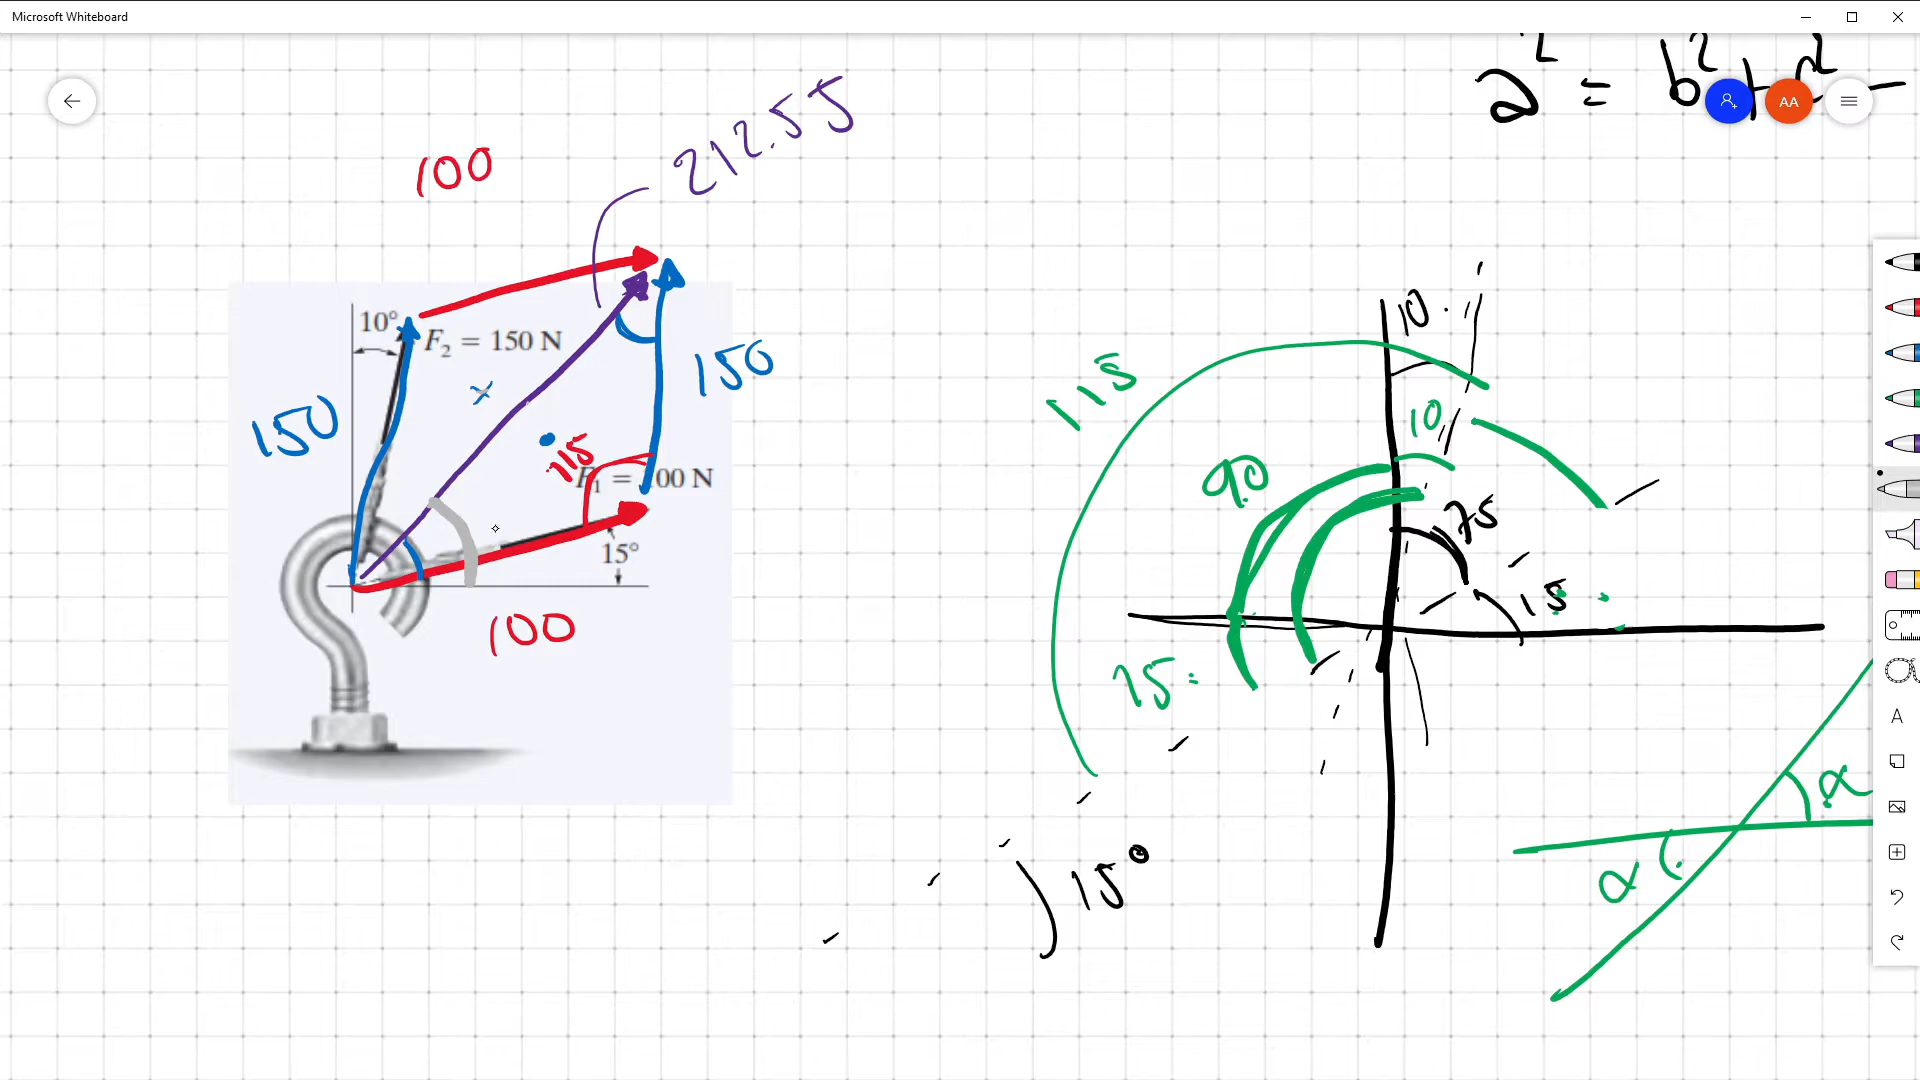 Microsoft Whiteboard
a² = b² + c² –
AA
212.55
100
10°
F₂ = 150 N
150
x
150
115
F₁ = 100 N
15°
100
10.
115
10
90
75
15
15°
α
α
A